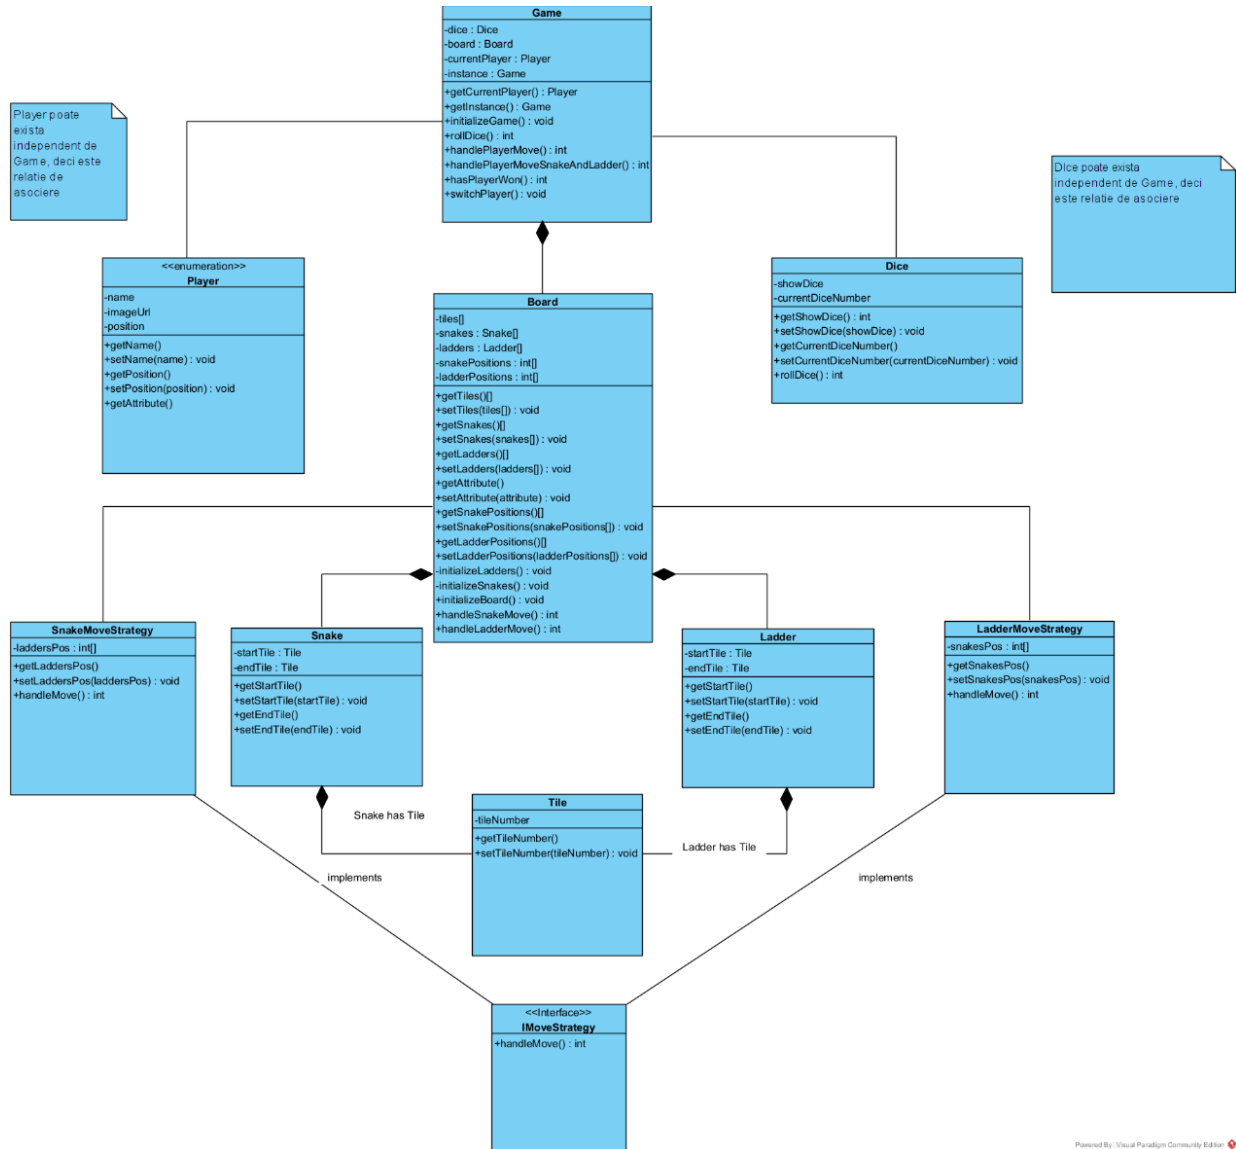 Game
-dice : Dice
-board : Board
-currentPlayer : Player
-instance : Game
+getCurrentPlayer() : Player
+getInstance() : Game
+initializeGame() : void
+rollDice() : int
+handlePlayerMove() : int
+handlePlayerMoveSnakeAndLadder() : int
+hasPlayerWon() : int
+switchPlayer() : void
Player poate
exista
independent de
Game, deci este
relatie de
asociere
DIce poate exista
independent de Game, deci
este relatie de asociere
<<enumeration>>
Player
-name
-imageUrl
-position
+getName()
+setName(name) : void
+getPosition()
+setPosition(position) : void
+getAttribute()
Board
-tiles[]
-snakes : Snake[]
-ladders : Ladder[]
-snakePositions : int[]
-ladderPositions : int[]
+getTiles()[]
+setTiles(tiles[]) : void
+getSnakes()[]
+setSnakes(snakes[]) : void
+getLadders()[]
+setLadders(ladders[]) : void
+getAttribute()
+setAttribute(attribute) : void
+getSnakePositions()[]
+setSnakePositions(snakePositions[]) : void
+getLadderPositions()[]
+setLadderPositions(ladderPositions[]) : void
-initializeLadders() : void
-initializeSnakes() : void
+initializeBoard() : void
+handleSnakeMove() : int
+handleLadderMove() : int
Dice
-showDice
-currentDiceNumber
+getShowDice() : int
+setShowDice(showDice) : void
+getCurrentDiceNumber()
+setCurrentDiceNumber(currentDiceNumber) : void
+rollDice() : int
SnakeMoveStrategy
-laddersPos : int[]
+getLaddersPos()
+setLaddersPos(laddersPos) : void
+handleMove() : int
Snake
-startTile : Tile
-endTile : Tile
+getStartTile()
+setStartTile(startTile) : void
+getEndTile()
+setEndTile(endTile) : void
Ladder
-startTile : Tile
-endTile : Tile
+getStartTile()
+setStartTile(startTile) : void
+getEndTile()
+setEndTile(endTile) : void
LadderMoveStrategy
-snakesPos : int[]
+getSnakesPos()
+setSnakesPos(snakesPos) : void
+handleMove() : int
Snake has Tile
Tile
-tileNumber
+getTileNumber()
+setTileNumber(tileNumber) : void
Ladder has Tile
implements
implements
<<Interface>>
IMoveStrategy
+handleMove() : int
Powered By: Visual Paradigm Community Edition